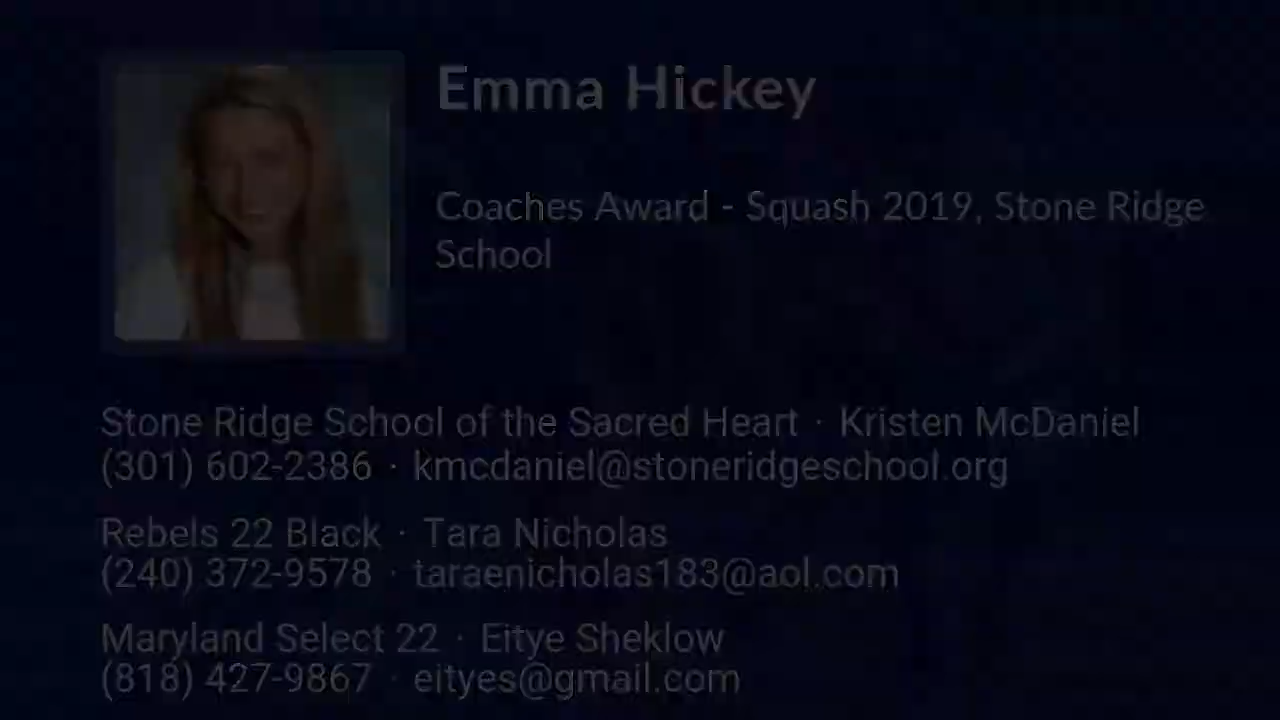 Emma Hickey
Coaches Award - Squash 2019, Stone Ridge
School
Stone Ridge School of the Sacred Heart · Kristen McDaniel
(301) 602-2386 · kmcdaniel@stoneridgeschool.org
Rebels 22 Black · Tara Nicholas
(240) 372-9578 · taraenicholas183@aol.com
Maryland Select 22 · Eitye Sheklow
(818) 427-9867 · eityes@gmail.com